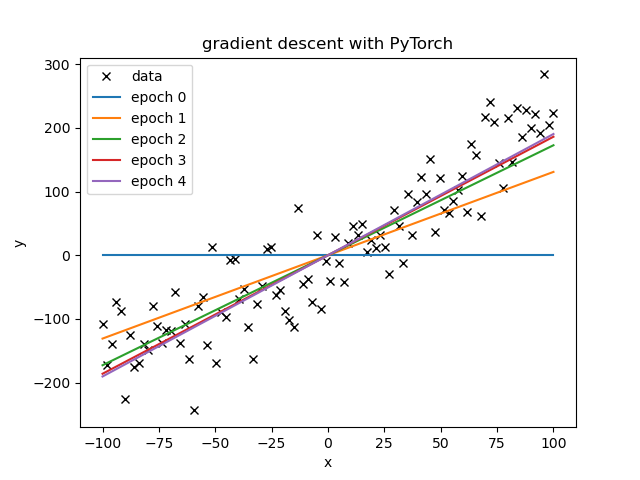 gradient descent with PyTorch
300
200
100
0
−100
−200
y
data
epoch 0
epoch 1
epoch 2
epoch 3
epoch 4
−100 −75 −50 −25 0 25 50 75 100
x